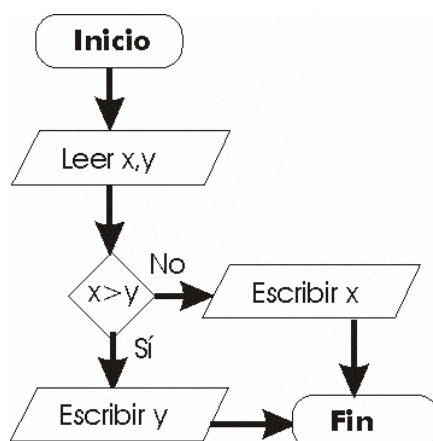 Inicio
Leer x,y
x>y
No
Escribir x
Sí
Escribir y
Fin